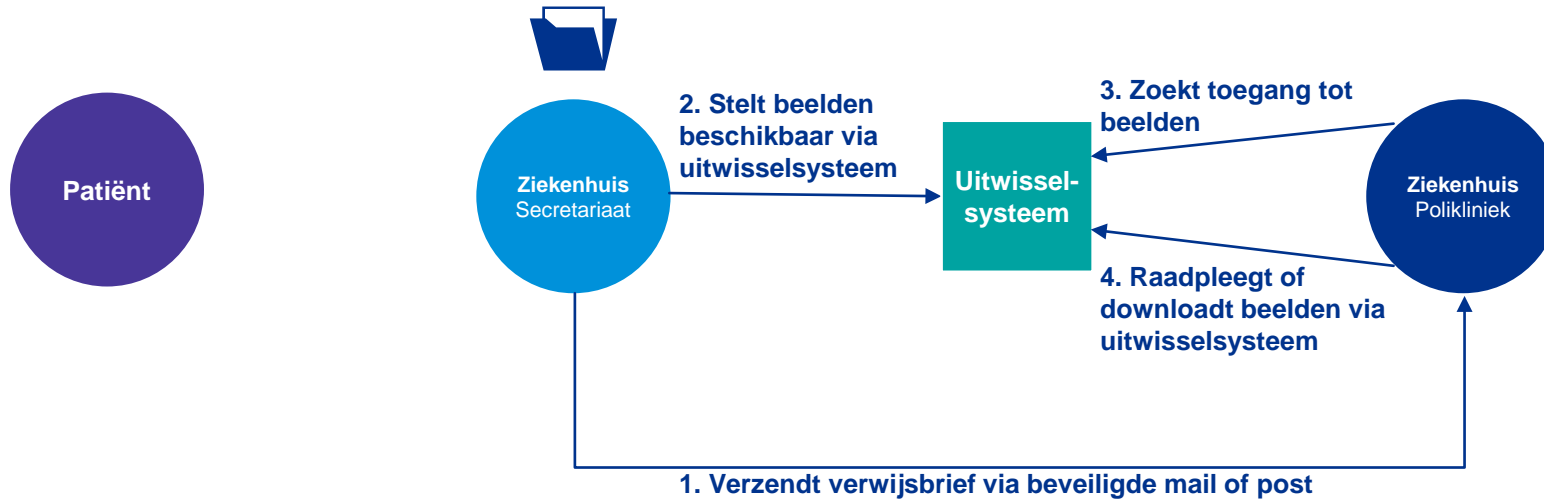 Patiënt
Ziekenhuis
Secretariaat
2. Stelt beelden
beschikbaar via
uitwisselsysteem
Uitwissel-
systeem
3. Zoekt toegang tot
beelden
4. Raadpleegt of
downloadt beelden via
uitwisselsysteem
Ziekenhuis
Polikliniek
1. Verzendt verwijsbrief via beveiligde mail of post